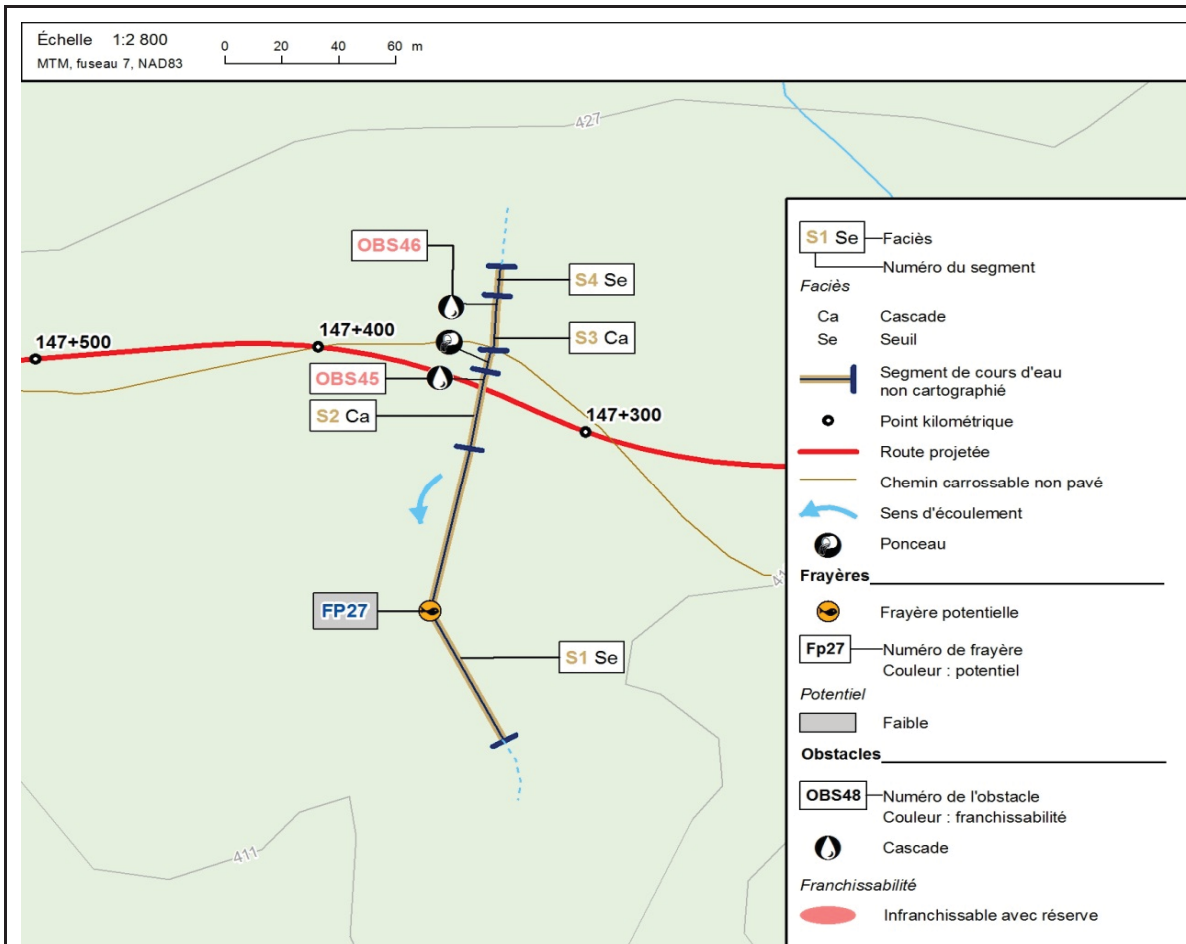 Échelle 1:2 800
MTM, fuseau 7, NAD83
0 20 40 60 m
427
OBS46
S4 Se
147+500
147+400
S3 Ca
OBS45
S2 Ca
147+300
FP27
S1 Se
411
S1 Se
Faciès
Numéro du segment
Faciès
Ca Cascade
Se Seuil
Segment de cours d'eau
non cartographié
Point kilométrique
Route projetée
Chemin carrossable non pavé
Sens d'écoulement
Ponceau
Frayères
Frayère potentielle
Fp27
Numéro de frayère
Couleur : potentiel
Potentiel
Faible
Obstacles
OBS48
Numéro de l'obstacle
Couleur : franchissabilité
Cascade
Franchissabilité
Infranchissable avec réserve